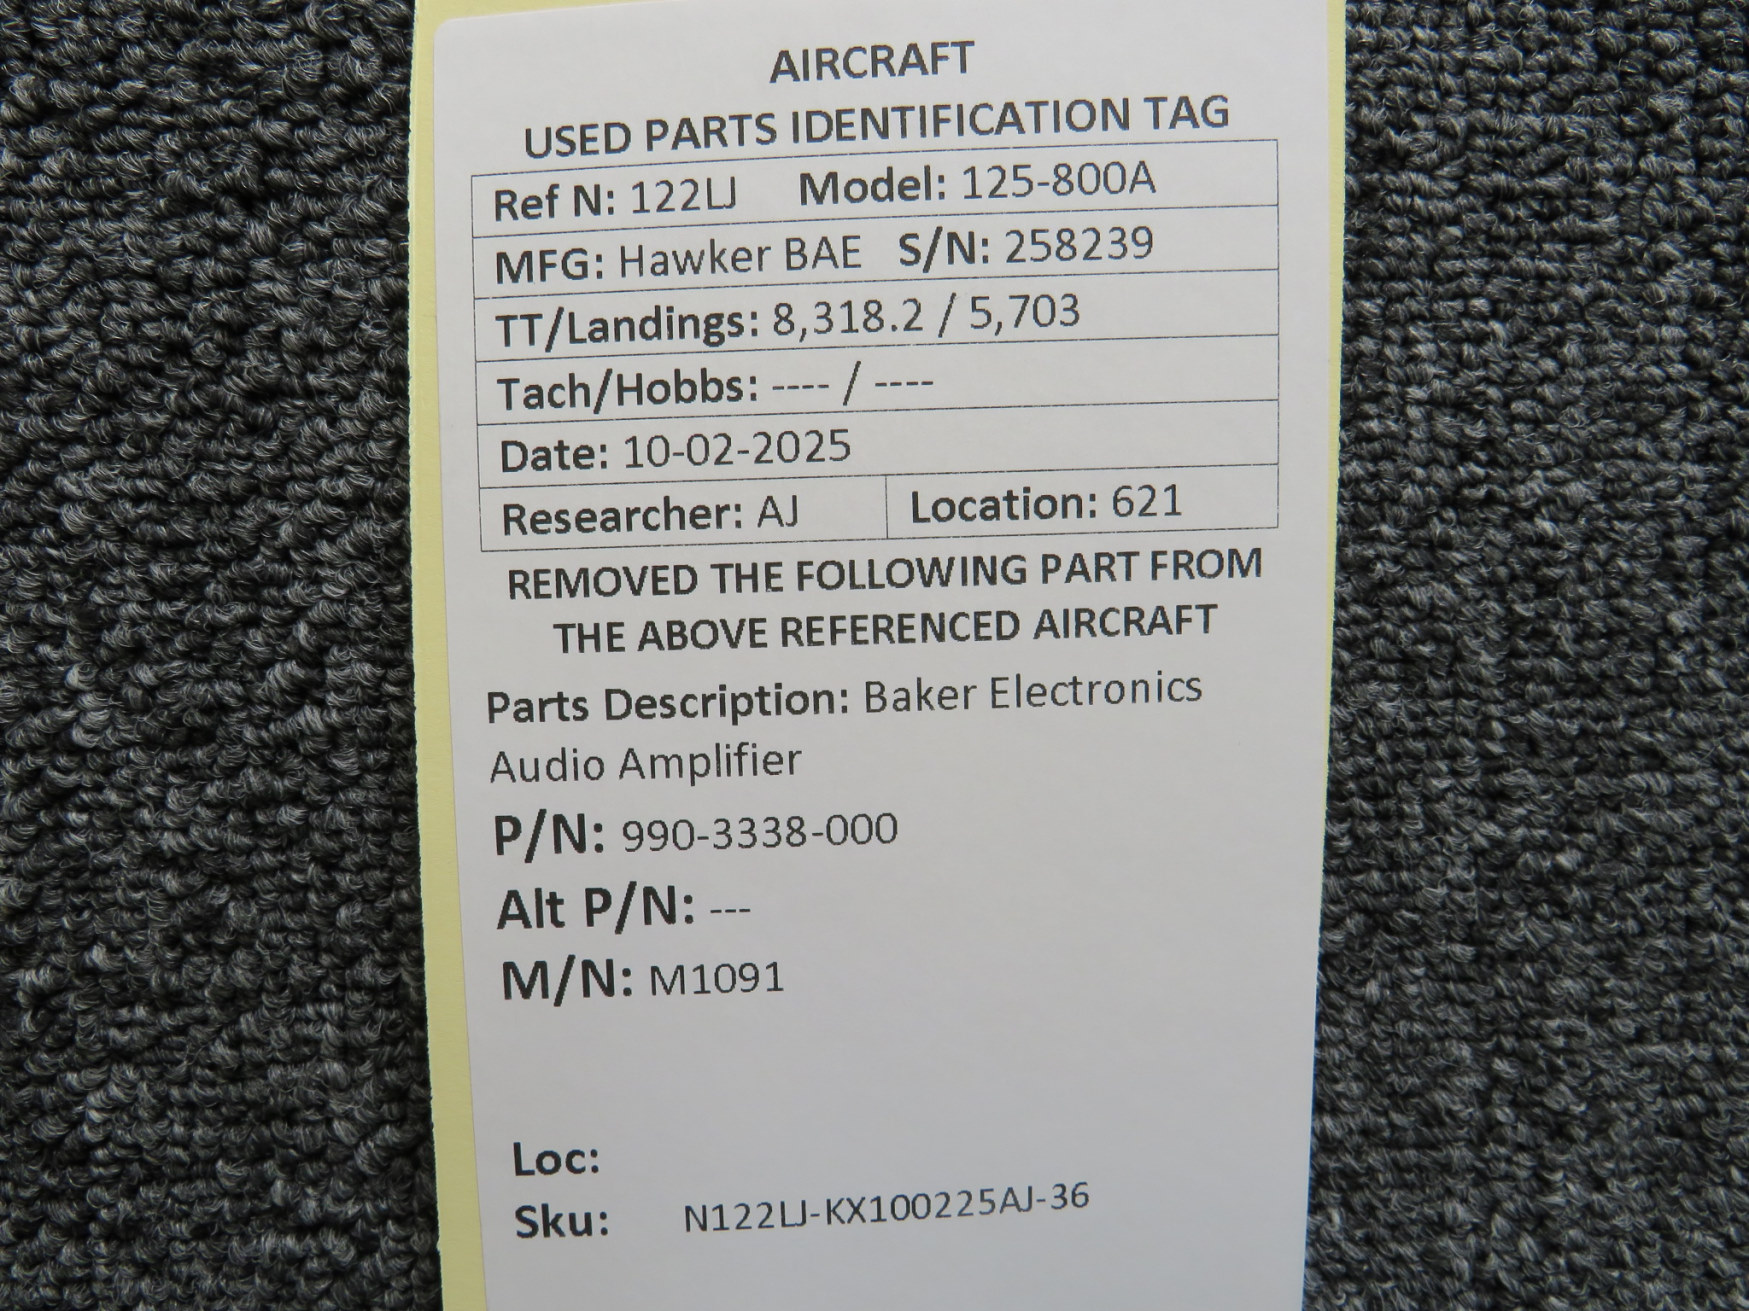 AIRCRAFT
USED PARTS IDENTIFICATION TAG
Ref N: 122LJ Model: 125-800A
MFG: Hawker BAE S/N: 258239
TT/Landings: 8,318.2 / 5,703
Tach/Hobbs: ---- / ----
Date: 10-02-2025
Researcher: AJ Location: 621
REMOVED THE FOLLOWING PART FROM
THE ABOVE REFERENCED AIRCRAFT
Parts Description: Baker Electronics
Audio Amplifier
P/N: 990-3338-000
Alt P/N: ---
M/N: M1091
Loc:
Sku: N122LJ-KX100225AJ-36